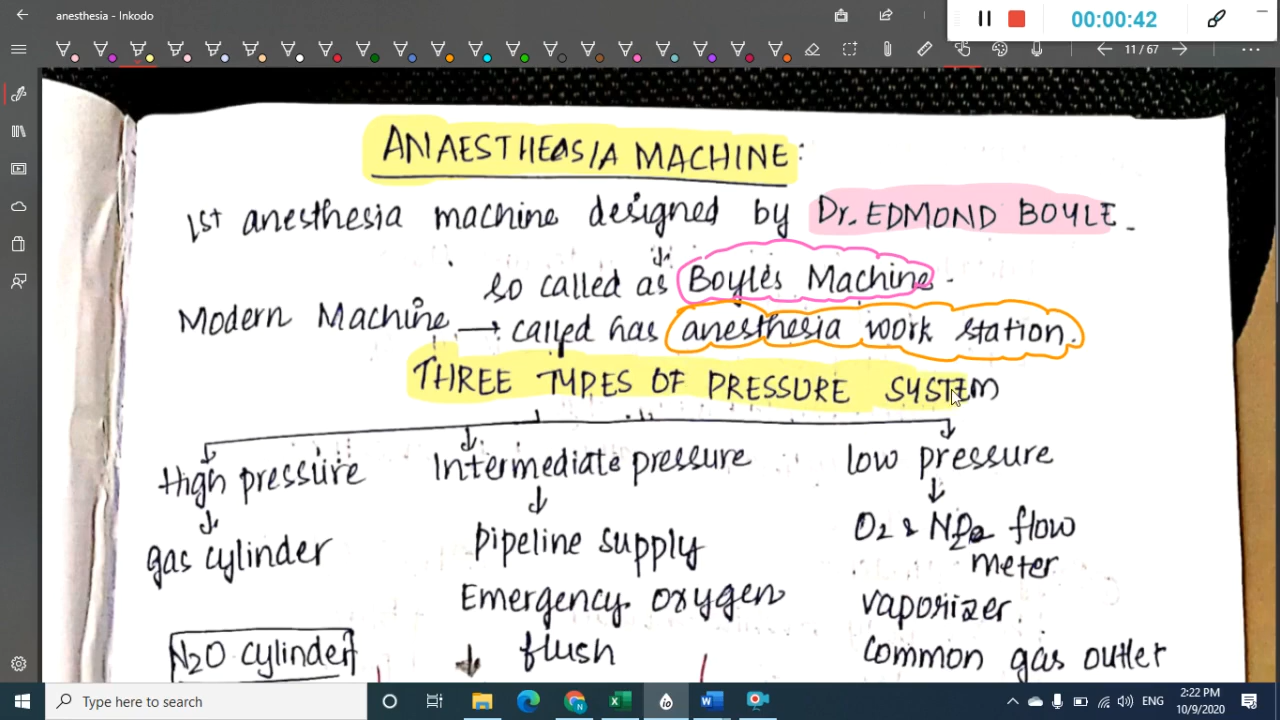 anesthesia - Inkodo
00:00:42
11 / 67
ANAESTHEASIA MACHINE:
1st anesthesia machine designed by Dr. EDMOND BOYLE.
so called as Boyle's Machine.
Modern Machine → called has anesthesia work station.
THREE TYPES OF PRESSURE SYSTEM
High pressure Intermediate pressure low pressure
gas cylinder
pipeline supply
Emergency oxygen
flush
O2 & flow
meter
vaporizer.
common gas outlet
N2O cylinder
Type here to search
ENG
2:22 PM
10/9/2020